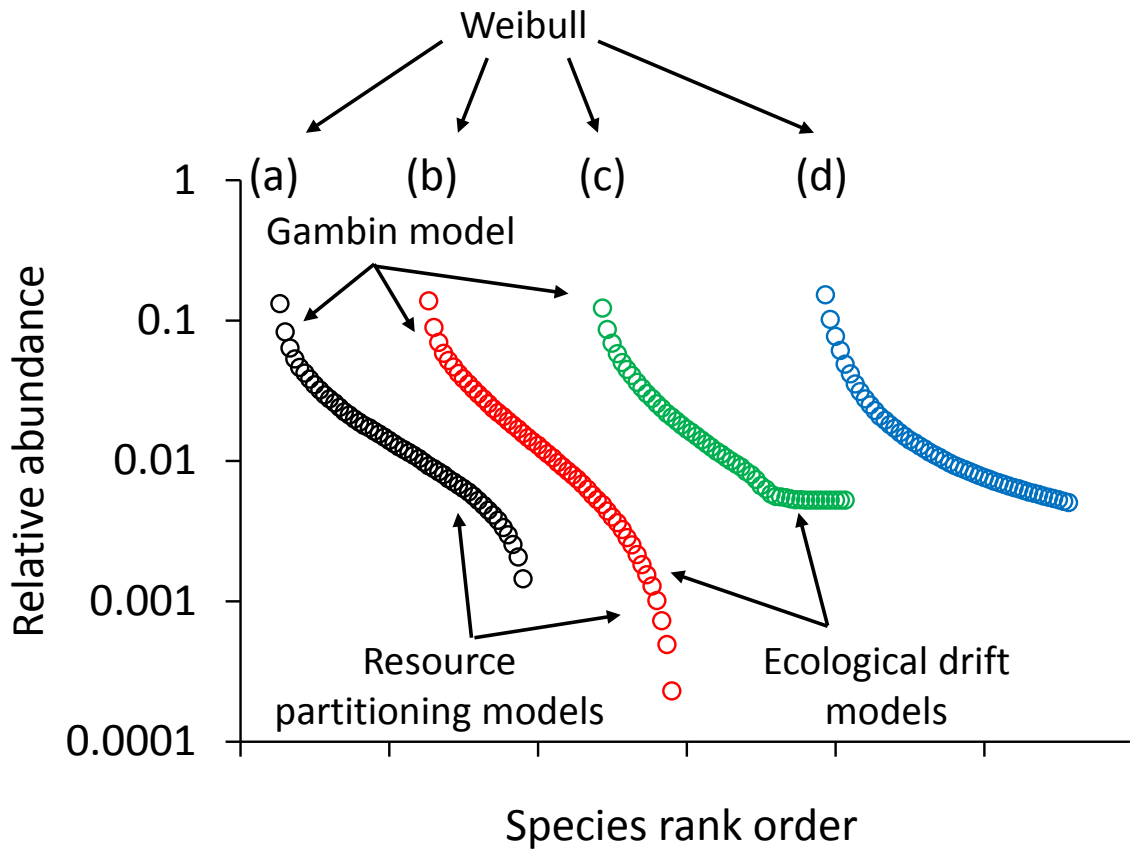 Weibull
(a) (b) (c) (d)
Gambin model
1
0.1
0.01
0.001
0.0001
Relative abundance
Resource
partitioning models
Ecological drift
models
Species rank order